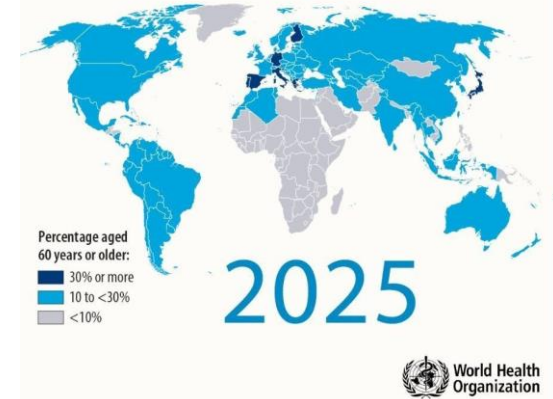 Percentage aged
60 years or older:
30% or more
10 to <30%
<10%
2025
World Health
Organization